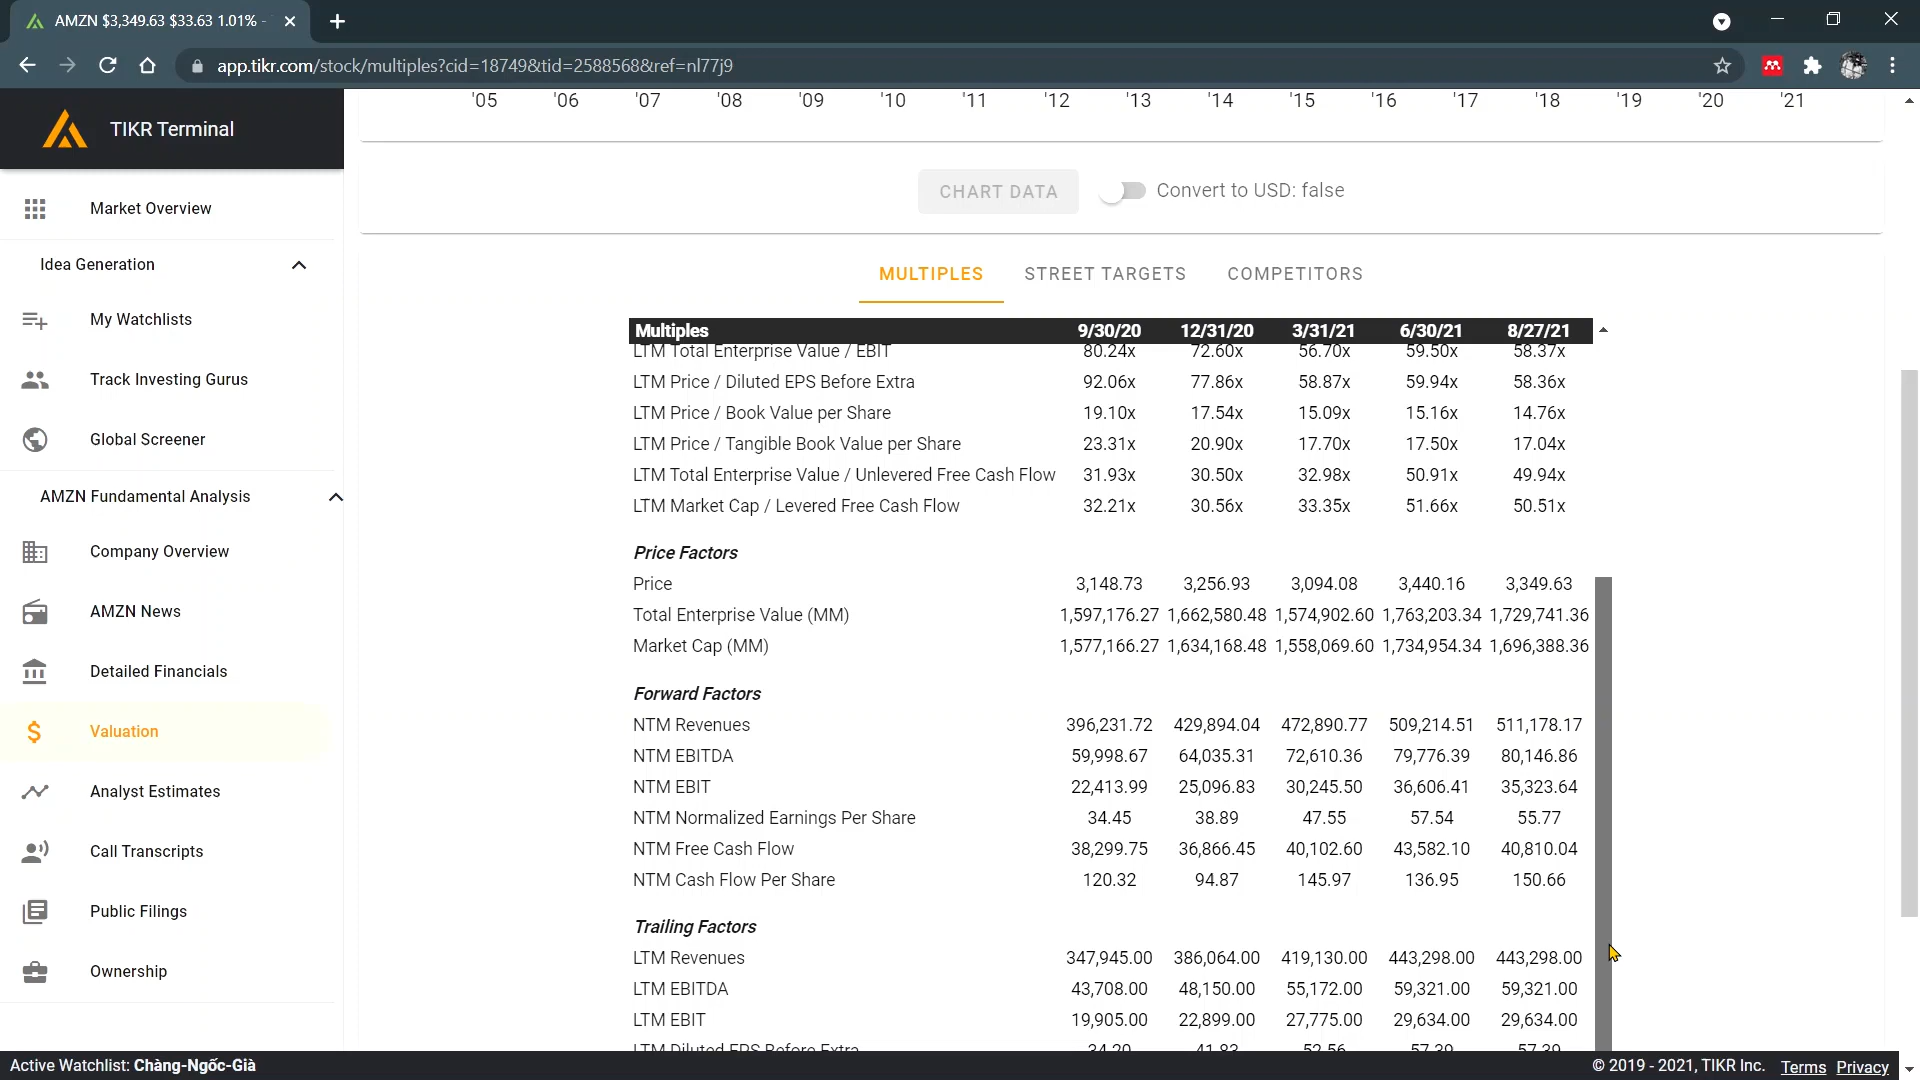 AMZN $3,349.63 $33.63 1.01% -
app.tikr.com/stock/multiples?cid=18749&tid=2588568&ref=nl77j9
TIKR Terminal
Market Overview
Idea Generation
My Watchlists
Track Investing Gurus
Global Screener
AMZN Fundamental Analysis
Company Overview
AMZN News
Detailed Financials
Valuation
Analyst Estimates
Call Transcripts
Public Filings
Ownership
'05 '06 '07 '08 '09 '10 '11 '12 '13 '14 '15 '16 '17 '18 '19 '20 '21
CHART DATA Convert to USD: false
MULTIPLES STREET TARGETS COMPETITORS
Multiples 9/30/20 12/31/20 3/31/21 6/30/21 8/27/21
LTM Total Enterprise Value / EBIT 80.24x 72.60x 56.70x 59.50x 58.37x
LTM Price / Diluted EPS Before Extra 92.06x 77.86x 58.87x 59.94x 58.36x
LTM Price / Book Value per Share 19.10x 17.54x 15.09x 15.16x 14.76x
LTM Price / Tangible Book Value per Share 23.31x 20.90x 17.70x 17.50x 17.04x
LTM Total Enterprise Value / Unlevered Free Cash Flow 31.93x 30.50x 32.98x 50.91x 49.94x
LTM Market Cap / Levered Free Cash Flow 32.21x 30.56x 33.35x 51.66x 50.51x
Price Factors
Price 3,148.73 3,256.93 3,094.08 3,440.16 3,349.63
Total Enterprise Value (MM) 1,597,176.27 1,662,580.48 1,574,902.60 1,763,203.34 1,729,741.36
Market Cap (MM) 1,577,166.27 1,634,168.48 1,558,069.60 1,734,954.34 1,696,388.36
Forward Factors
NTM Revenues 396,231.72 429,894.04 472,890.77 509,214.51 511,178.17
NTM EBITDA 59,998.67 64,035.31 72,610.36 79,776.39 80,146.86
NTM EBIT 22,413.99 25,096.83 30,245.50 36,606.41 35,323.64
NTM Normalized Earnings Per Share 34.45 38.89 47.55 57.54 55.77
NTM Free Cash Flow 38,299.75 36,866.45 40,102.60 43,582.10 40,810.04
NTM Cash Flow Per Share 120.32 94.87 145.97 136.95 150.66
Trailing Factors
LTM Revenues 347,945.00 386,064.00 419,130.00 443,298.00 443,298.00
LTM EBITDA 43,708.00 48,150.00 55,172.00 59,321.00 59,321.00
LTM EBIT 19,905.00 22,899.00 27,775.00 29,634.00 29,634.00
LTM Diluted EPS Before Extra 34.20 41.83 52.56 57.39 57.39
Active Watchlist: Chàng-Ngốc-Già
© 2019 - 2021, TIKR Inc. Terms Privacy